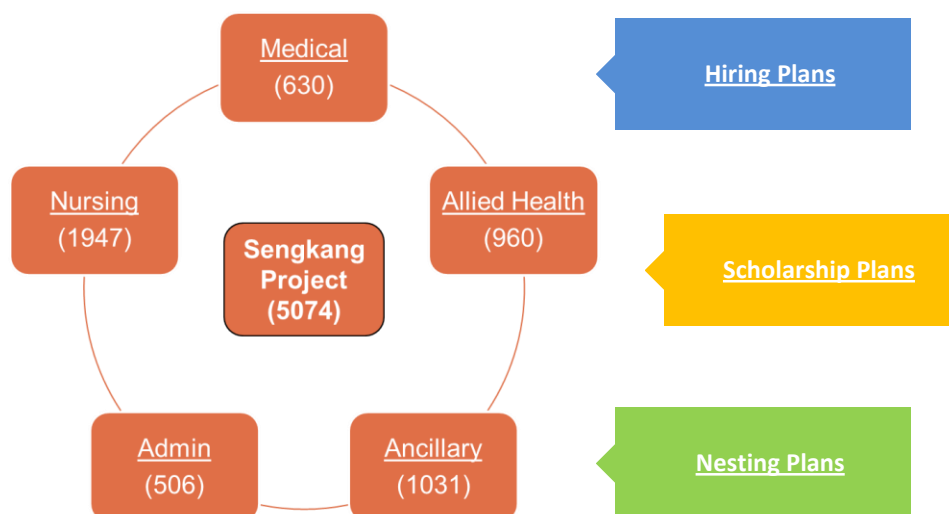 Medical
(630)
Hiring Plans
Nursing
(1947)
Allied Health
(960)
Sengkang
Project
(5074)
Scholarship Plans
Admin
(506)
Ancillary
(1031)
Nesting Plans